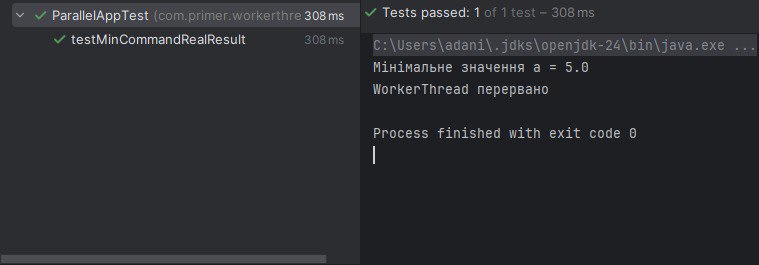 ParallelAppTest (com.primer.workerthre 308 ms
testMinCommandRealResult 308 ms
Tests passed: 1 of 1 test – 308 ms
C:\Users\adani\.jdks\openjdk-24\bin\java.exe ...
Мінімальне значення a = 5.0
WorkerThread перервано
Process finished with exit code 0